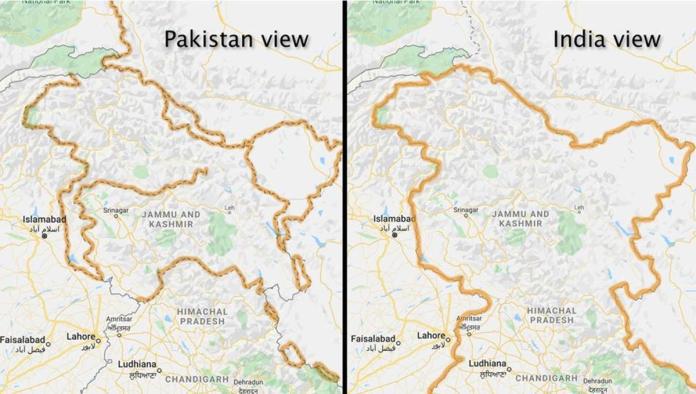 National Park
Pakistan view
Islamabad
اسلام آباد
Srinagar
Leh
JAMMU AND
KASHMIR
HIMACHAL
PRADESH
Amritsar
ਅੰਮ੍ਰਿਤਸਰ
Lahore
لاہور
Faisalabad
فیصل آباد
Ludhiana
ਲੁਧਿਆਣਾ
CHANDIGARH
Dehradun
देहरादून
National Park
India view
Islamabad
اسلام آباد
Srinagar
Leh
JAMMU AND
KASHMIR
HIMACHAL
PRADESH
Amritsar
ਅੰਮ੍ਰਿਤਸਰ
Lahore
لاہور
Faisalabad
فیصل آباد
Ludhiana
ਲੁਧਿਆਣਾ
CHANDIGARH
Dehradun
देहरादून